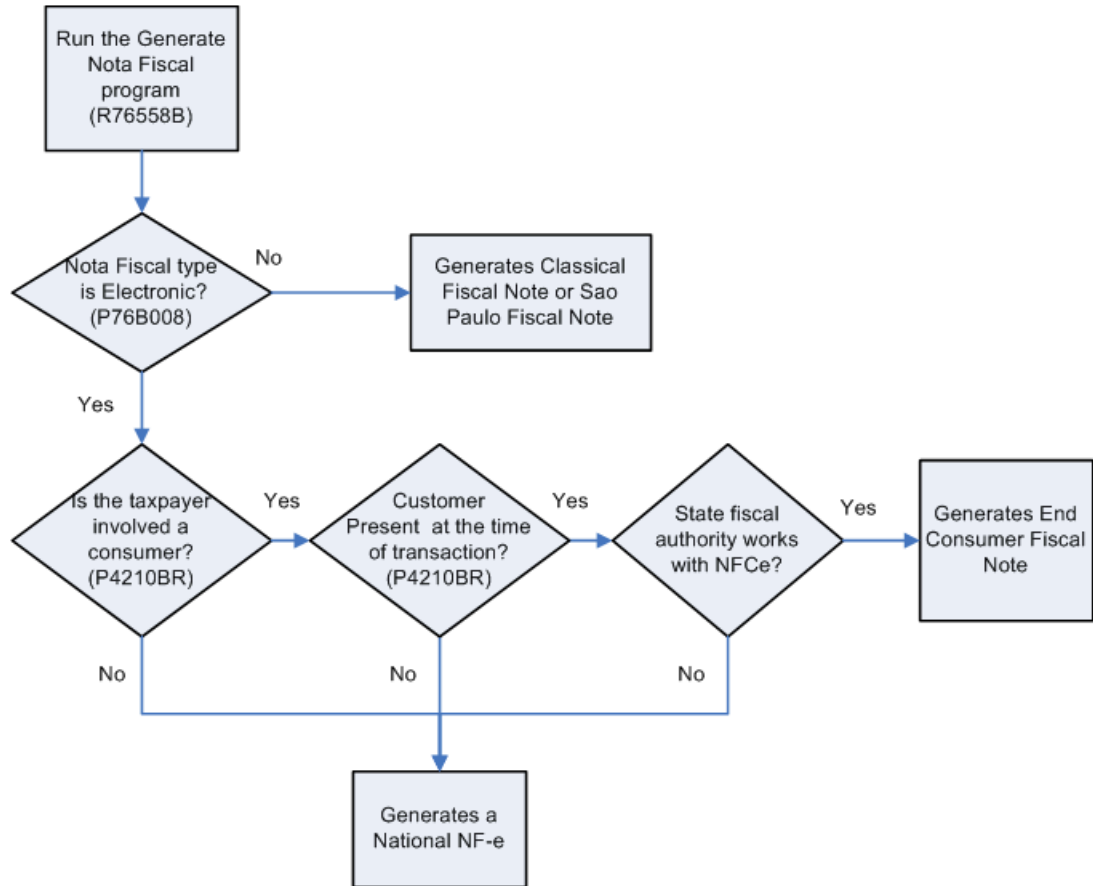 Run the Generate
Nota Fiscal
program
(R76558B)
Nota Fiscal type
is Electronic?
(P76B008)
No
Generates Classical
Fiscal Note or Sao
Paulo Fiscal Note
Yes
Is the taxpayer
involved a
consumer?
(P4210BR)
Yes
Customer
Present at the time
of transaction?
(P4210BR)
Yes
State fiscal
authority works
with NFCe?
Yes
Generates End
Consumer Fiscal
Note
No
No
No
Generates a
National NF-e